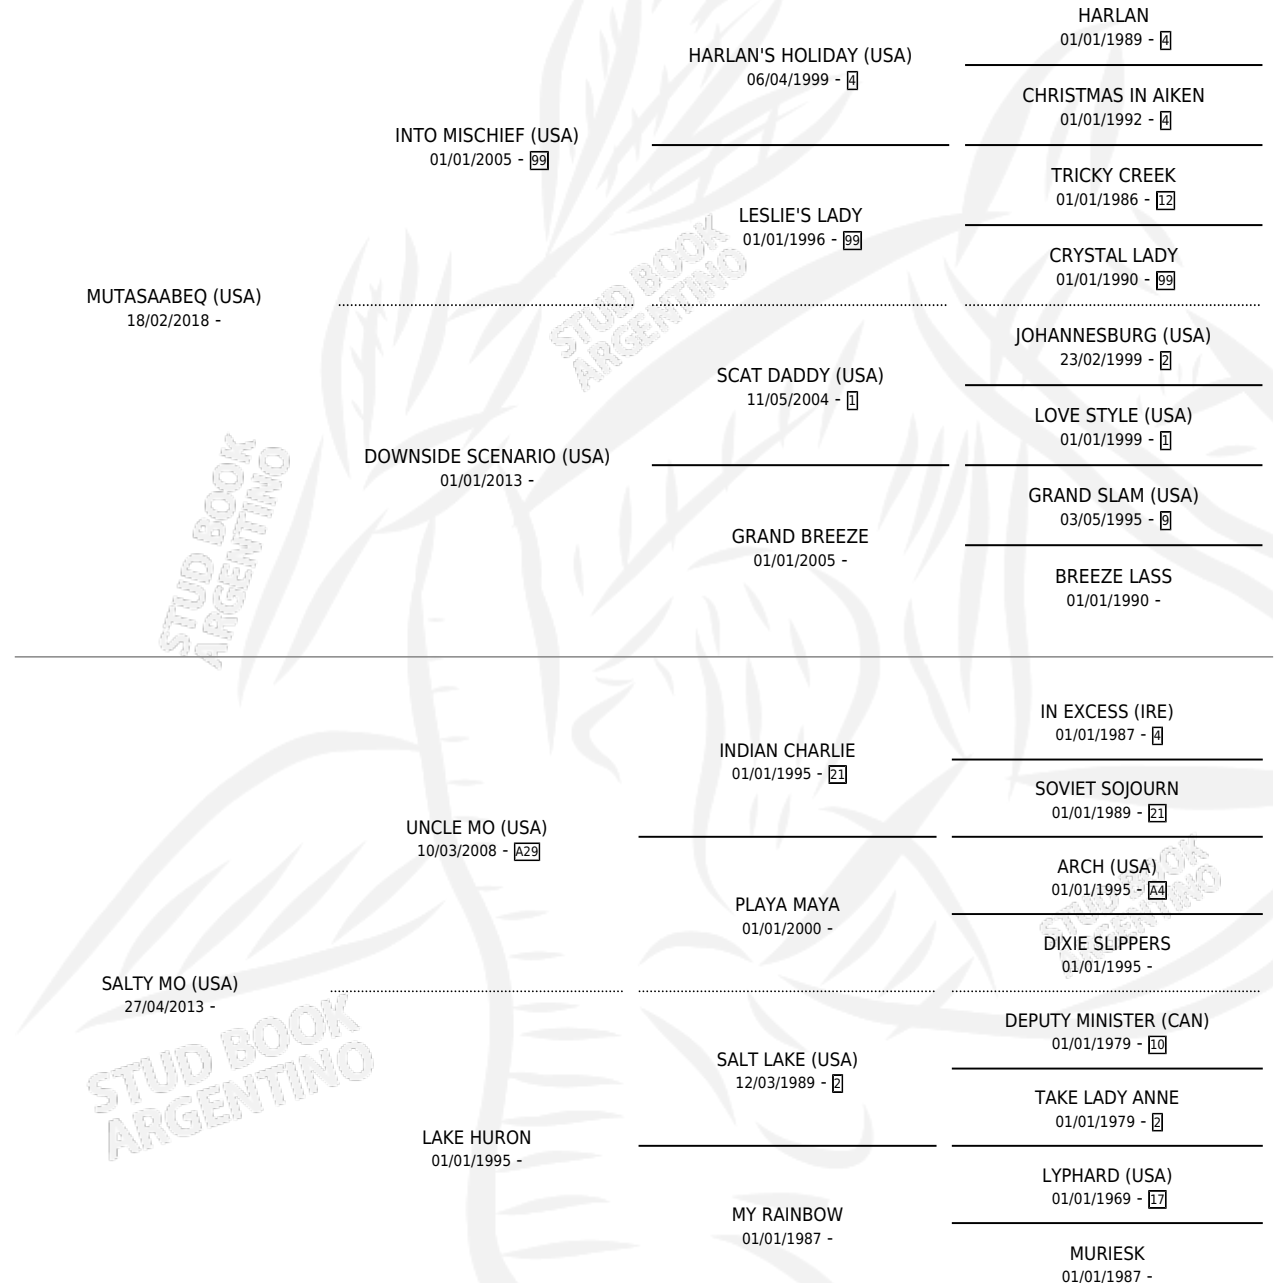 HARLAN
01/01/1989 - 4
HARLAN'S HOLIDAY (USA)
06/04/1999 - 4
CHRISTMAS IN AIKEN
01/01/1992 - 4
INTO MISCHIEF (USA)
01/01/2005 - 99
TRICKY CREEK
01/01/1986 - 12
LESLIE'S LADY
01/01/1996 - 99
CRYSTAL LADY
01/01/1990 - 99
MUTASAABEQ (USA)
18/02/2018 -
JOHANNESBURG (USA)
23/02/1999 - 2
SCAT DADDY (USA)
11/05/2004 - 1
LOVE STYLE (USA)
01/01/1999 - 1
DOWNSIDE SCENARIO (USA)
01/01/2013 -
GRAND SLAM (USA)
03/05/1995 - 9
GRAND BREEZE
01/01/2005 -
BREEZE LASS
01/01/1990 -
IN EXCESS (IRE)
01/01/1987 - 4
INDIAN CHARLIE
01/01/1995 - 21
SOVIET SOJOURN
01/01/1989 - 21
UNCLE MO (USA)
10/03/2008 - A29
ARCH (USA)
01/01/1995 - A4
PLAYA MAYA
01/01/2000 -
DIXIE SLIPPERS
01/01/1995 -
SALTY MO (USA)
27/04/2013 -
DEPUTY MINISTER (CAN)
01/01/1979 - 10
SALT LAKE (USA)
12/03/1989 - 2
TAKE LADY ANNE
01/01/1979 - 2
LAKE HURON
01/01/1995 -
LYPHARD (USA)
01/01/1969 - 17
MY RAINBOW
01/01/1987 -
MURIESK
01/01/1987 -
STUD BOOK
ARGENTINO
STUD BOOK
ARGENTINO
STUD BOOK
ARGENTINO
STUD BOOK
ARGENTINO